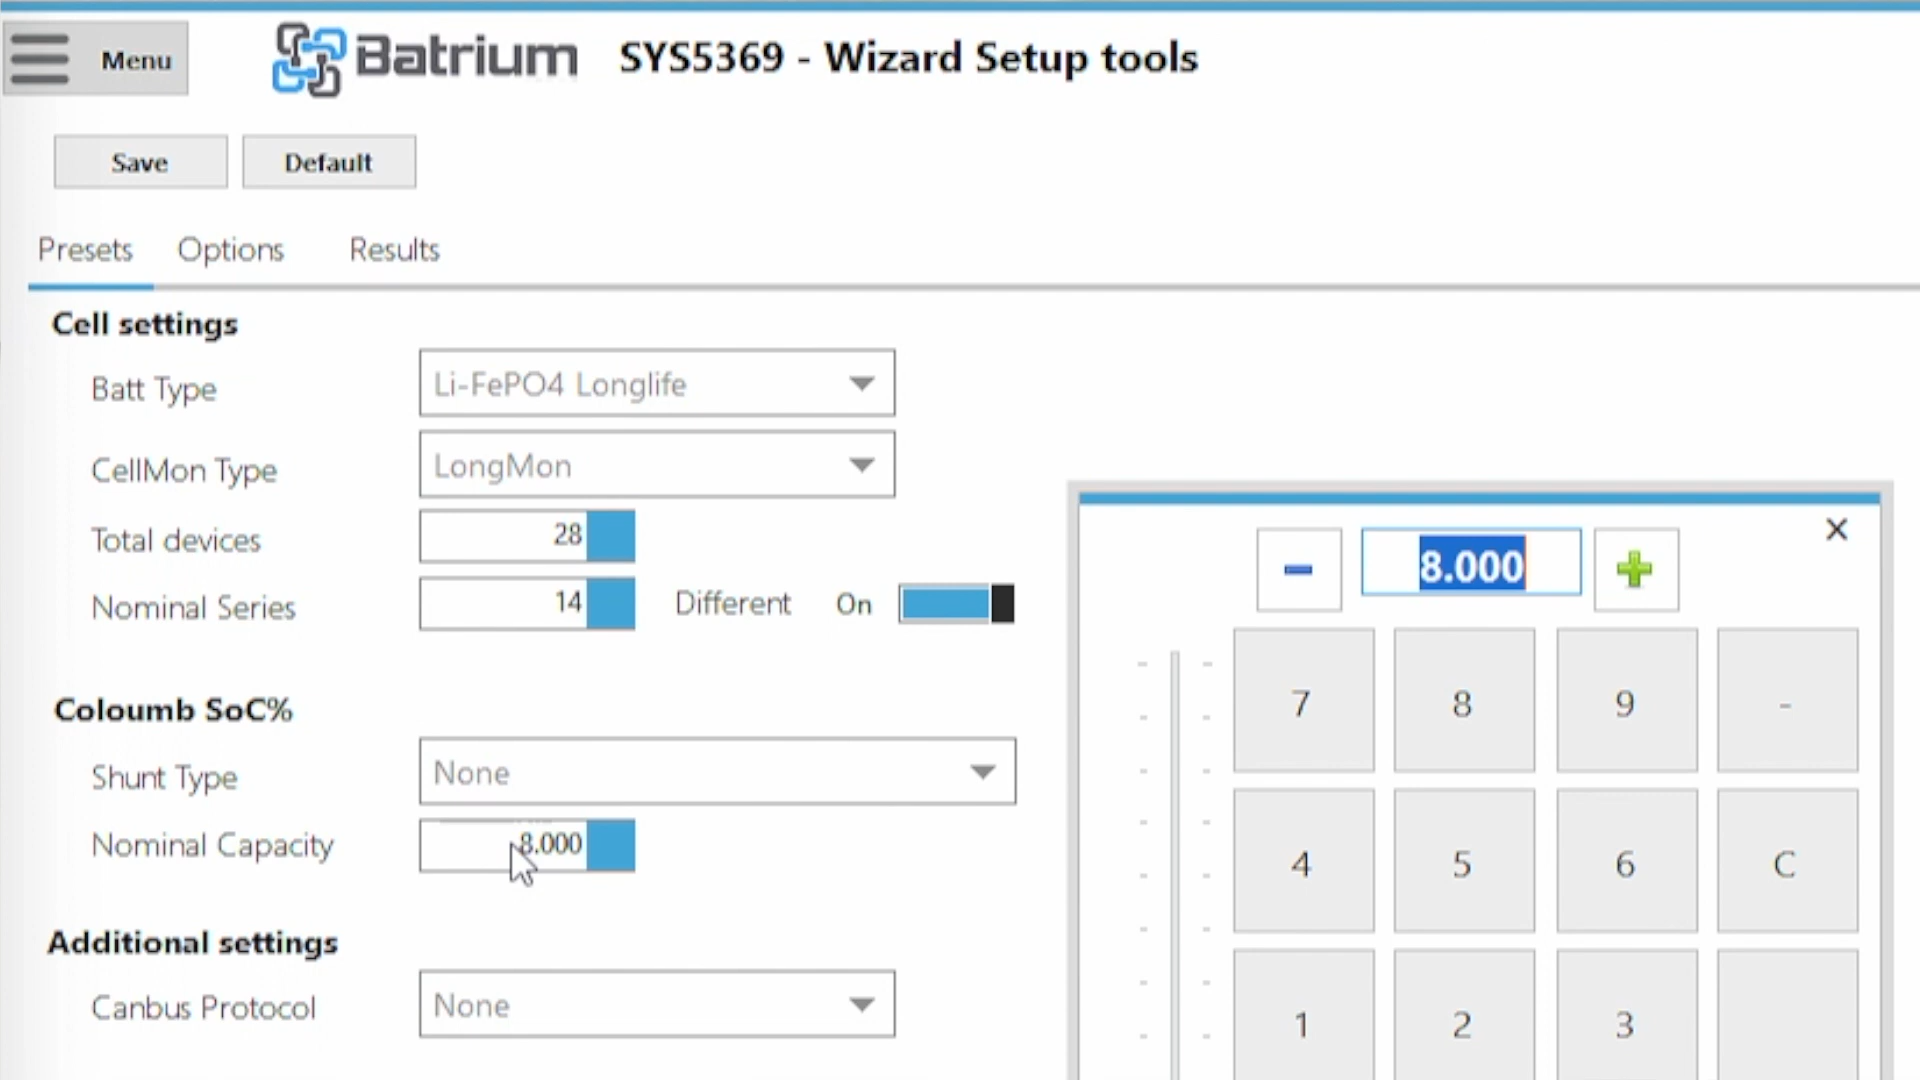 Menu
Batrium
SYS5369 - Wizard Setup tools
Save
Default
Presets
Options
Results
Cell settings
Batt Type
Li-FePO4 Longlife
CellMon Type
LongMon
Total devices
28
Nominal Series
14
Different
On
Coloumb SoC%
Shunt Type
None
Nominal Capacity
8.000
Additional settings
Canbus Protocol
None
8.000
7 8 9 -
4 5 6 C
1 2 3